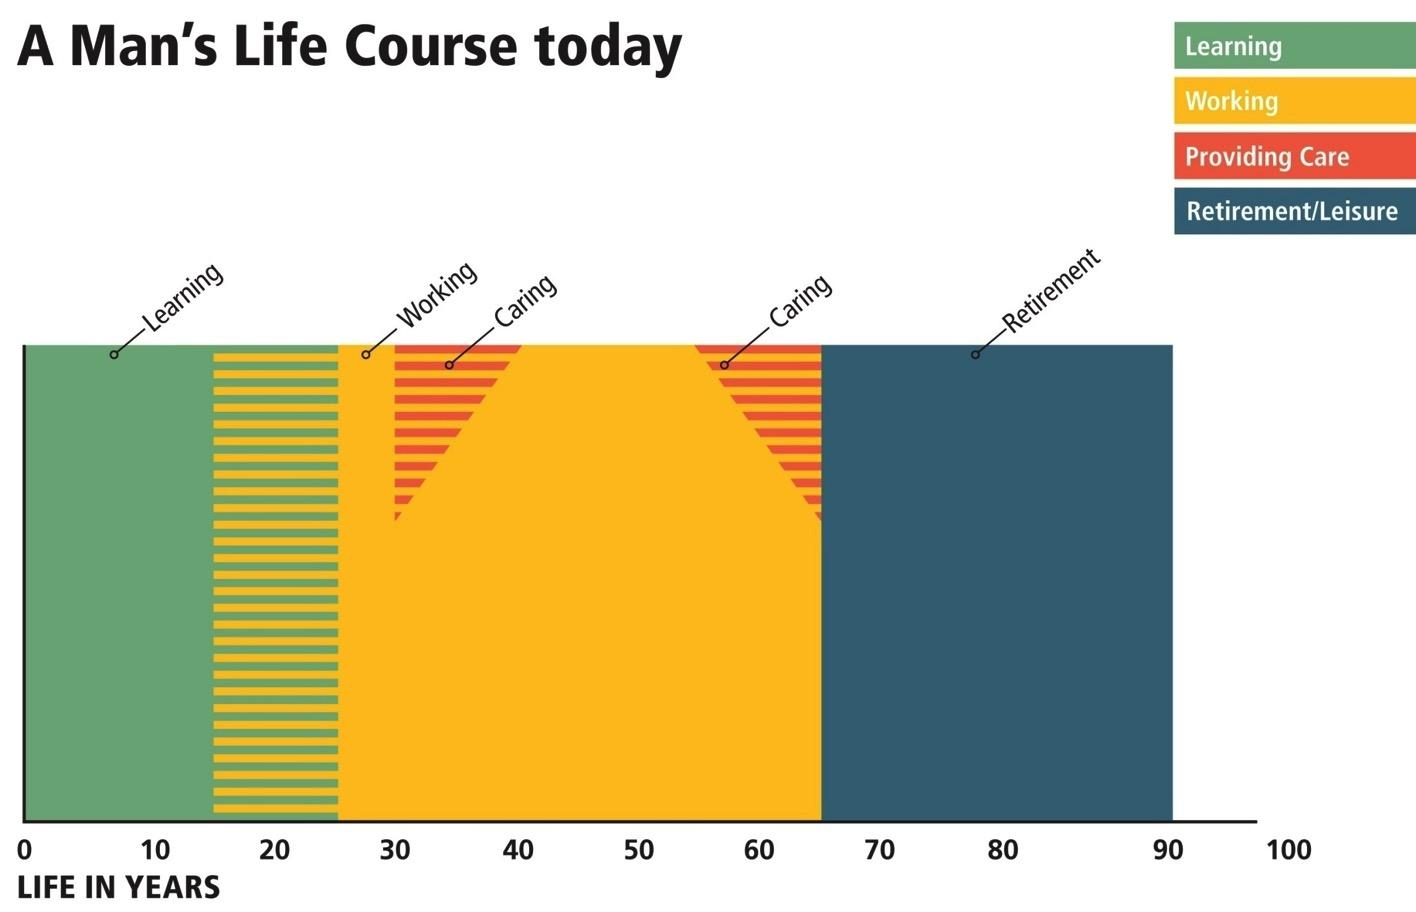 A Man's Life Course today
Learning
Working
Providing Care
Retirement/Leisure
Learning
Working
Caring
Caring
Retirement
0 10 20 30 40 50 60 70 80 90 100
LIFE IN YEARS